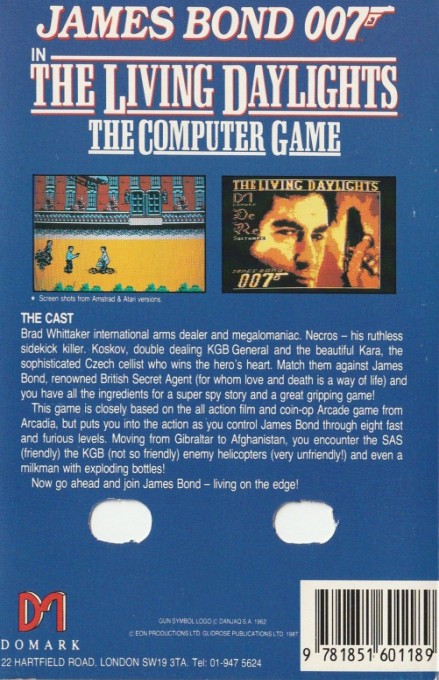 JAMES BOND 007
IN
THE LIVING DAYLIGHTS
THE COMPUTER GAME
THE LIVING DAYLIGHTS
DOMARK
De
Re
SOFTWARE
JAMES BOND
007
• Screen shots from Amstrad & Atari versions.
THE CAST
Brad Whittaker international arms dealer and megalomaniac. Necros – his ruthless
sidekick killer. Koskov, double dealing KGB General and the beautiful Kara, the
sophisticated Czech cellist who wins the hero's heart. Match them against James
Bond, renowned British Secret Agent (for whom love and death is a way of life) and
you have all the ingredients for a super spy story and a great gripping game!
This game is closely based on the all action film and coin-op Arcade game from
Arcadia, but puts you into the action as you control James Bond through eight fast
and furious levels. Moving from Gibraltar to Afghanistan, you encounter the SAS
(friendly) the KGB (not so friendly) enemy helicopters (very unfriendly!) and even a
milkman with exploding bottles!
Now go ahead and join James Bond – living on the edge!
GUN SYMBOL LOGO © DANJAQ S.A. 1962
© EON PRODUCTIONS LTD. GLIDROSE PUBLICATIONS LTD. 1987
DOMARK
22 HARTFIELD ROAD, LONDON SW19 3TA. Tel: 01-947 5624
9 781851 601189